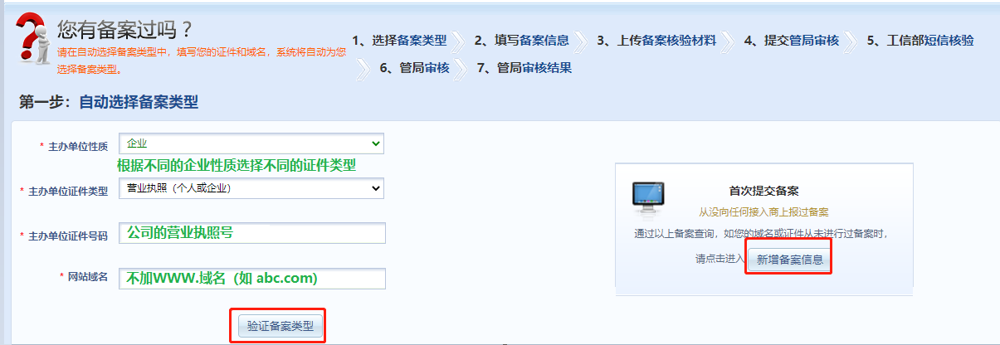 您有备案过吗？
请在自动选择备案类型中，填写您的证件和域名，系统将自动为您
选择备案类型。
1、选择备案类型
2、填写备案信息
3、上传备案核验材料
4、提交管局审核
5、工信部短信核验
6、管局审核
7、管局审核结果
第一步：自动选择备案类型
* 主办单位性质
企业
根据不同的企业性质选择不同的证件类型
* 主办单位证件类型
营业执照（个人或企业）
* 主办单位证件号码
公司的营业执照号
* 网站域名
不加WWW.域名（如 abc.com)
验证备案类型
首次提交备案
从没向任何接入商上报过备案
通过以上备案查询，如您的域名或证件从未进行过备案时，
请点击进入 新增备案信息